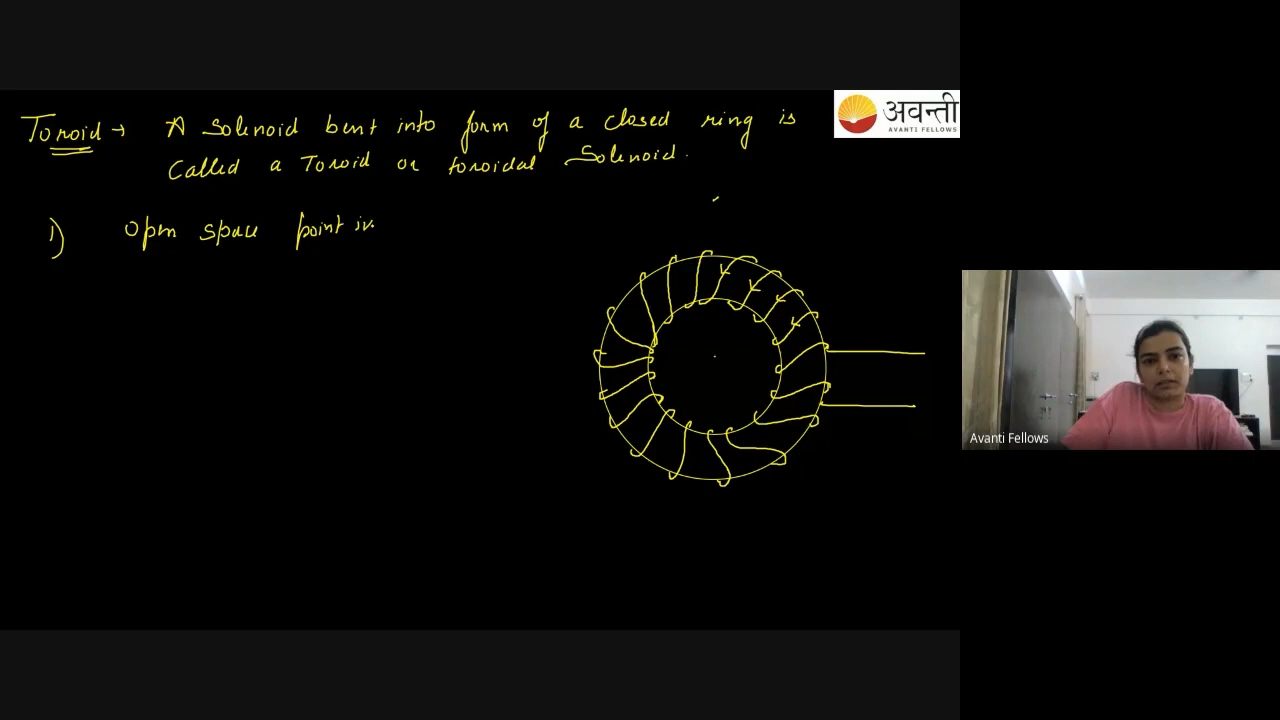 Toroid → A Solenoid bent into form of a closed ring is
Called a Toroid or toroidal Solenoid.
1) Open space point
अवन्ती
AVANTI FELLOWS
Avanti Fellows